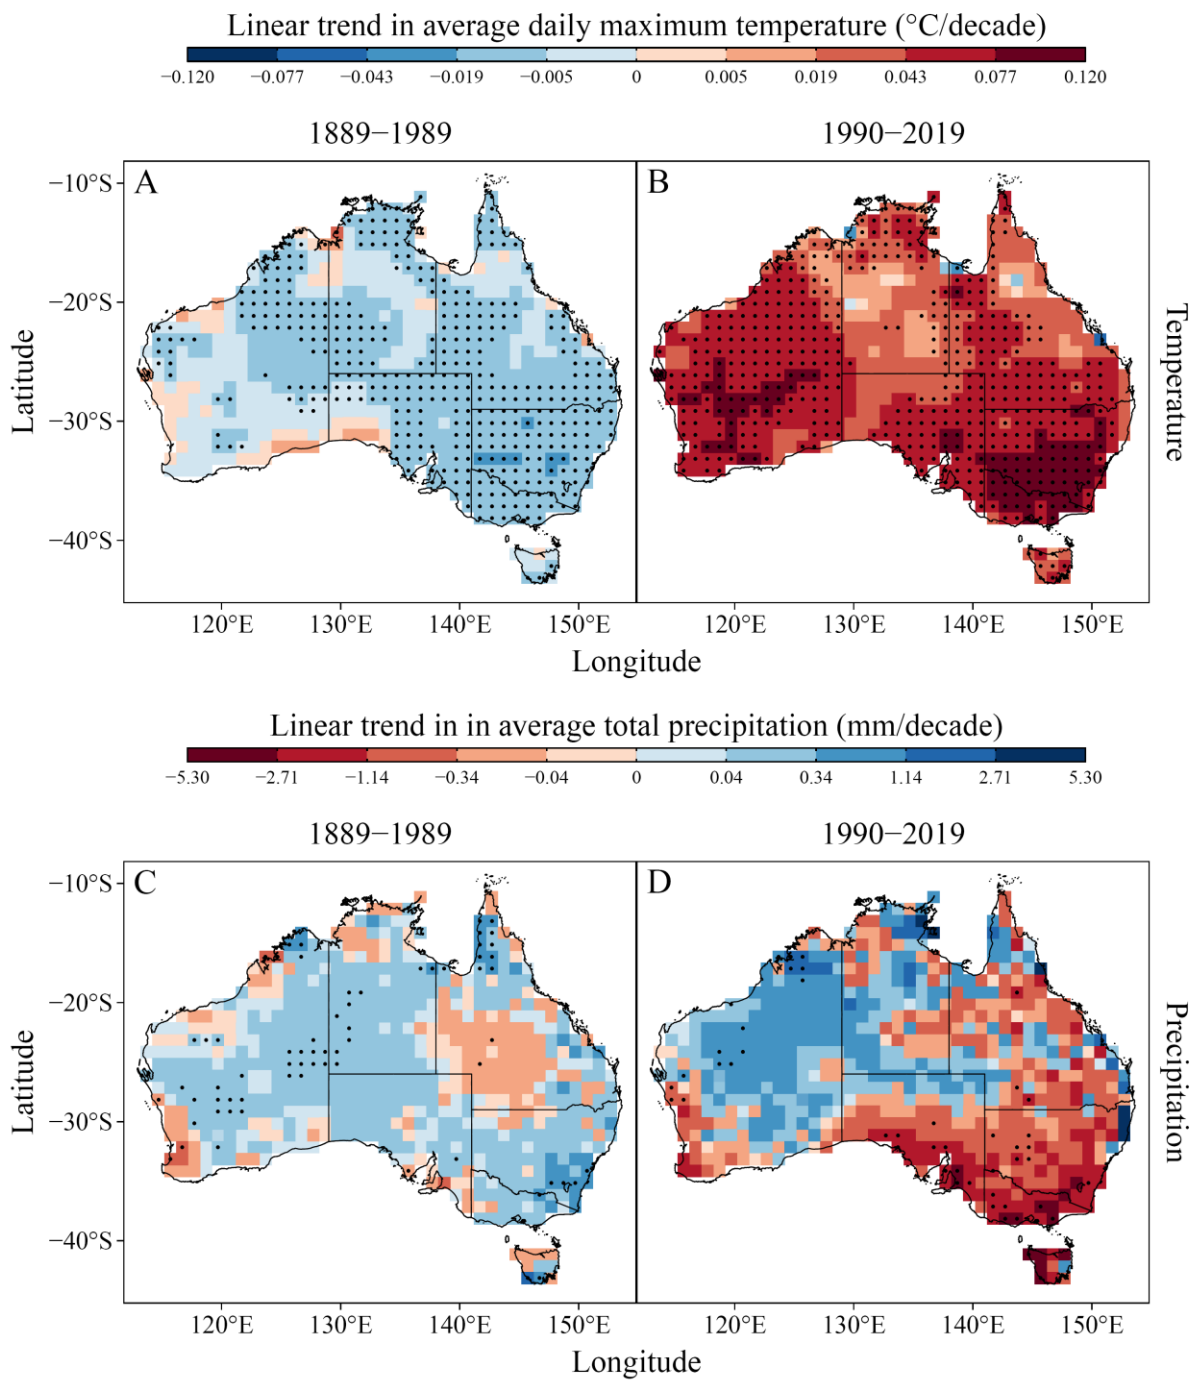 Linear trend in average daily maximum temperature (°C/decade)
−0.120 −0.077 −0.043 −0.019 −0.005 0 0.005 0.019 0.043 0.077 0.120
1889−1989 1990−2019
A B
−10°S
−20°S
−30°S
−40°S
Latitude
Temperature
120°E 130°E 140°E 150°E 120°E 130°E 140°E 150°E
Longitude
Linear trend in in average total precipitation (mm/decade)
−5.30 −2.71 −1.14 −0.34 −0.04 0 0.04 0.34 1.14 2.71 5.30
1889−1989 1990−2019
C D
−10°S
−20°S
−30°S
−40°S
Latitude
Precipitation
120°E 130°E 140°E 150°E 120°E 130°E 140°E 150°E
Longitude